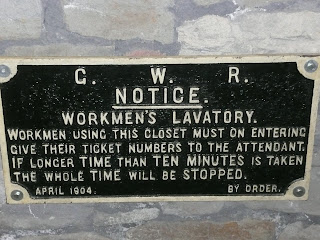 G. W. R.
NOTICE.
WORKMEN'S LAVATORY.
WORKMEN USING THIS CLOSET MUST ON ENTERING
GIVE THEIR TICKET NUMBERS TO THE ATTENDANT.
IF LONGER TIME THAN TEN MINUTES IS TAKEN
THE WHOLE TIME WILL BE STOPPED.
APRIL 1904. BY ORDER.